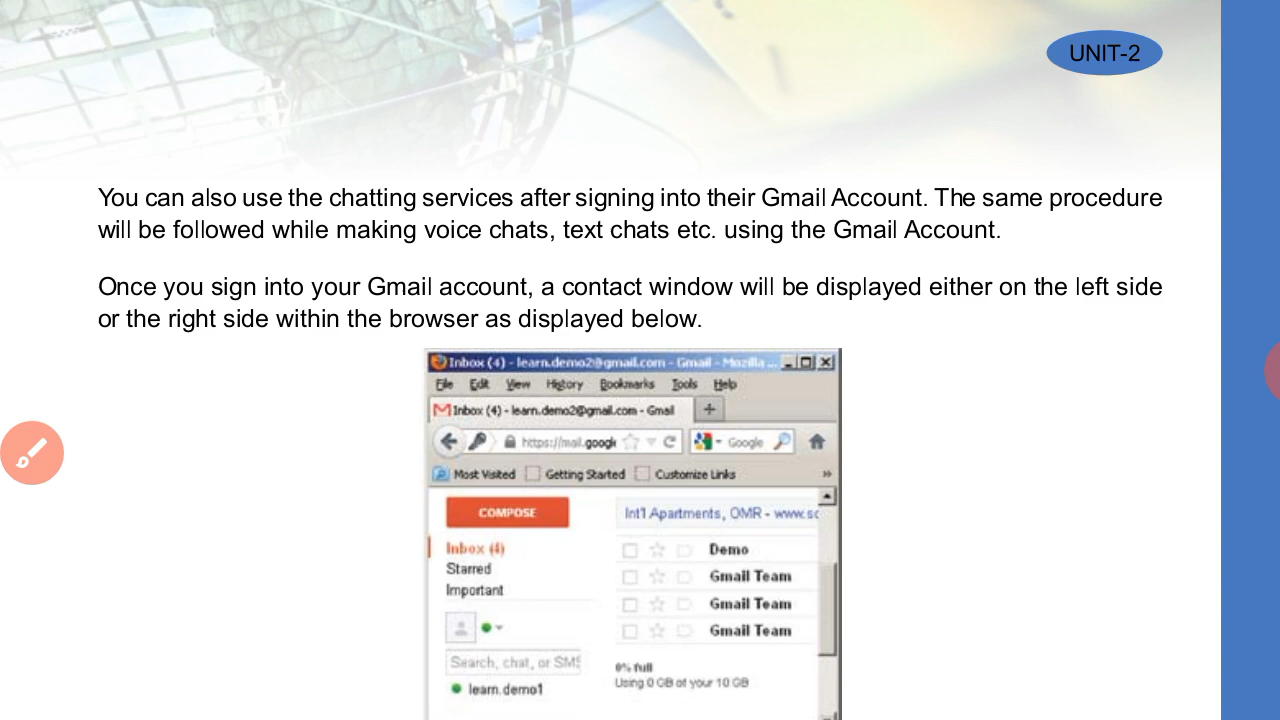 UNIT-2
You can also use the chatting services after signing into their Gmail Account. The same procedure
will be followed while making voice chats, text chats etc. using the Gmail Account.
Once you sign into your Gmail account, a contact window will be displayed either on the left side
or the right side within the browser as displayed below.
Inbox (4) - learn.demo2@gmail.com - Gmail - Mozilla ...
File Edit View History Bookmarks Tools Help
Inbox (4) - learn.demo2@gmail.com - Gmail
https://mail.google Google
Most Visited Getting Started Customize Links »
COMPOSE
Int'l Apartments, OMR - www.sc
Inbox (4)
Starred
Important
Demo
Gmail Team
Gmail Team
Gmail Team
Search, chat, or SMS
learn.demo1
0% full
Using 0 GB of your 10 GB